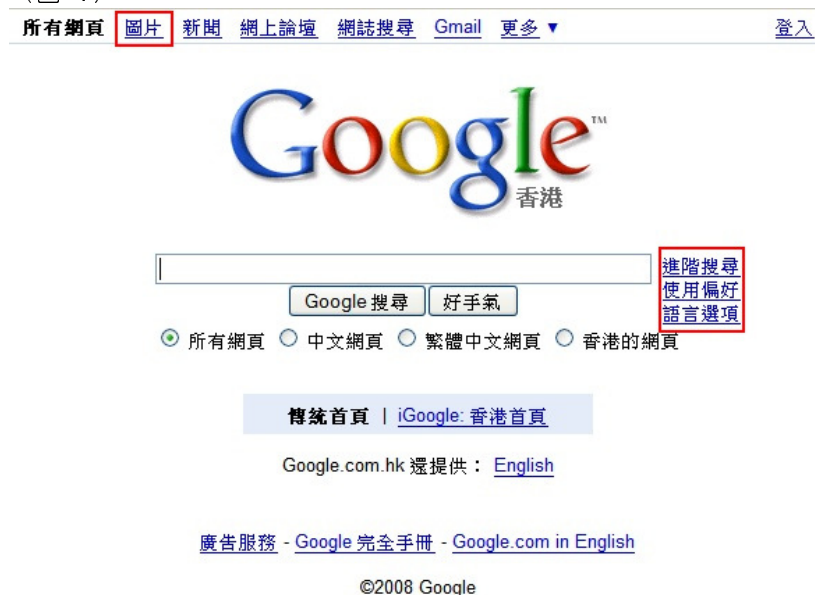 所有網頁 圖片 新聞 網上論壇 網誌搜尋 Gmail 更多 ▼ 登入
Google™
香港
進階搜尋
使用偏好
語言選項
Google 搜尋 好手氣
所有網頁 中文網頁 繁體中文網頁 香港的網頁
傳統首頁 | iGoogle: 香港首頁
Google.com.hk 還提供： English
廣告服務 - Google 完全手冊 - Google.com in English
©2008 Google